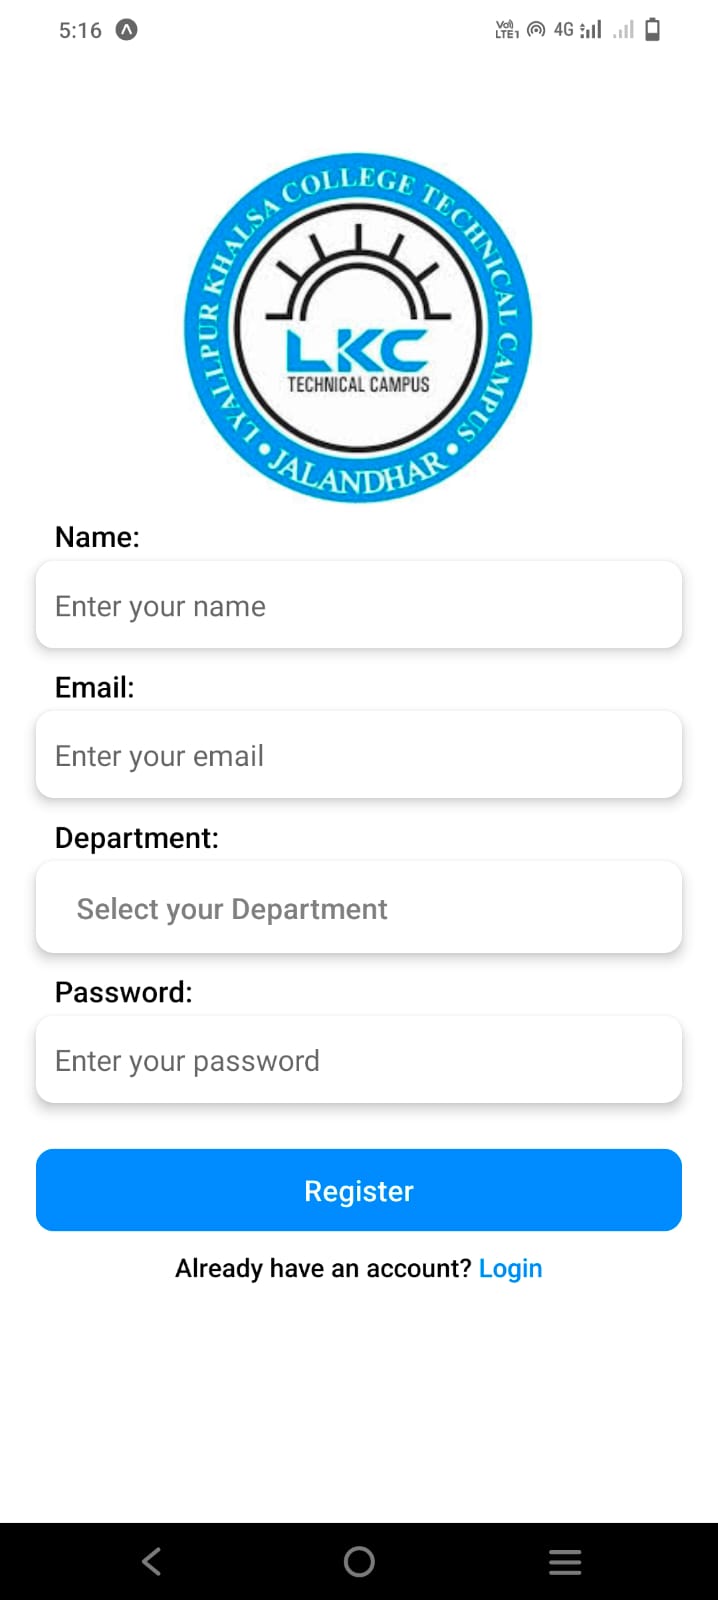 5:16
Vo)) LTE1 4G
LYALLPUR KHALSA COLLEGE TECHNICAL CAMPUS
LKC
TECHNICAL CAMPUS
• JALANDHAR •
Name:
Enter your name
Email:
Enter your email
Department:
Select your Department
Password:
Enter your password
Register
Already have an account? Login